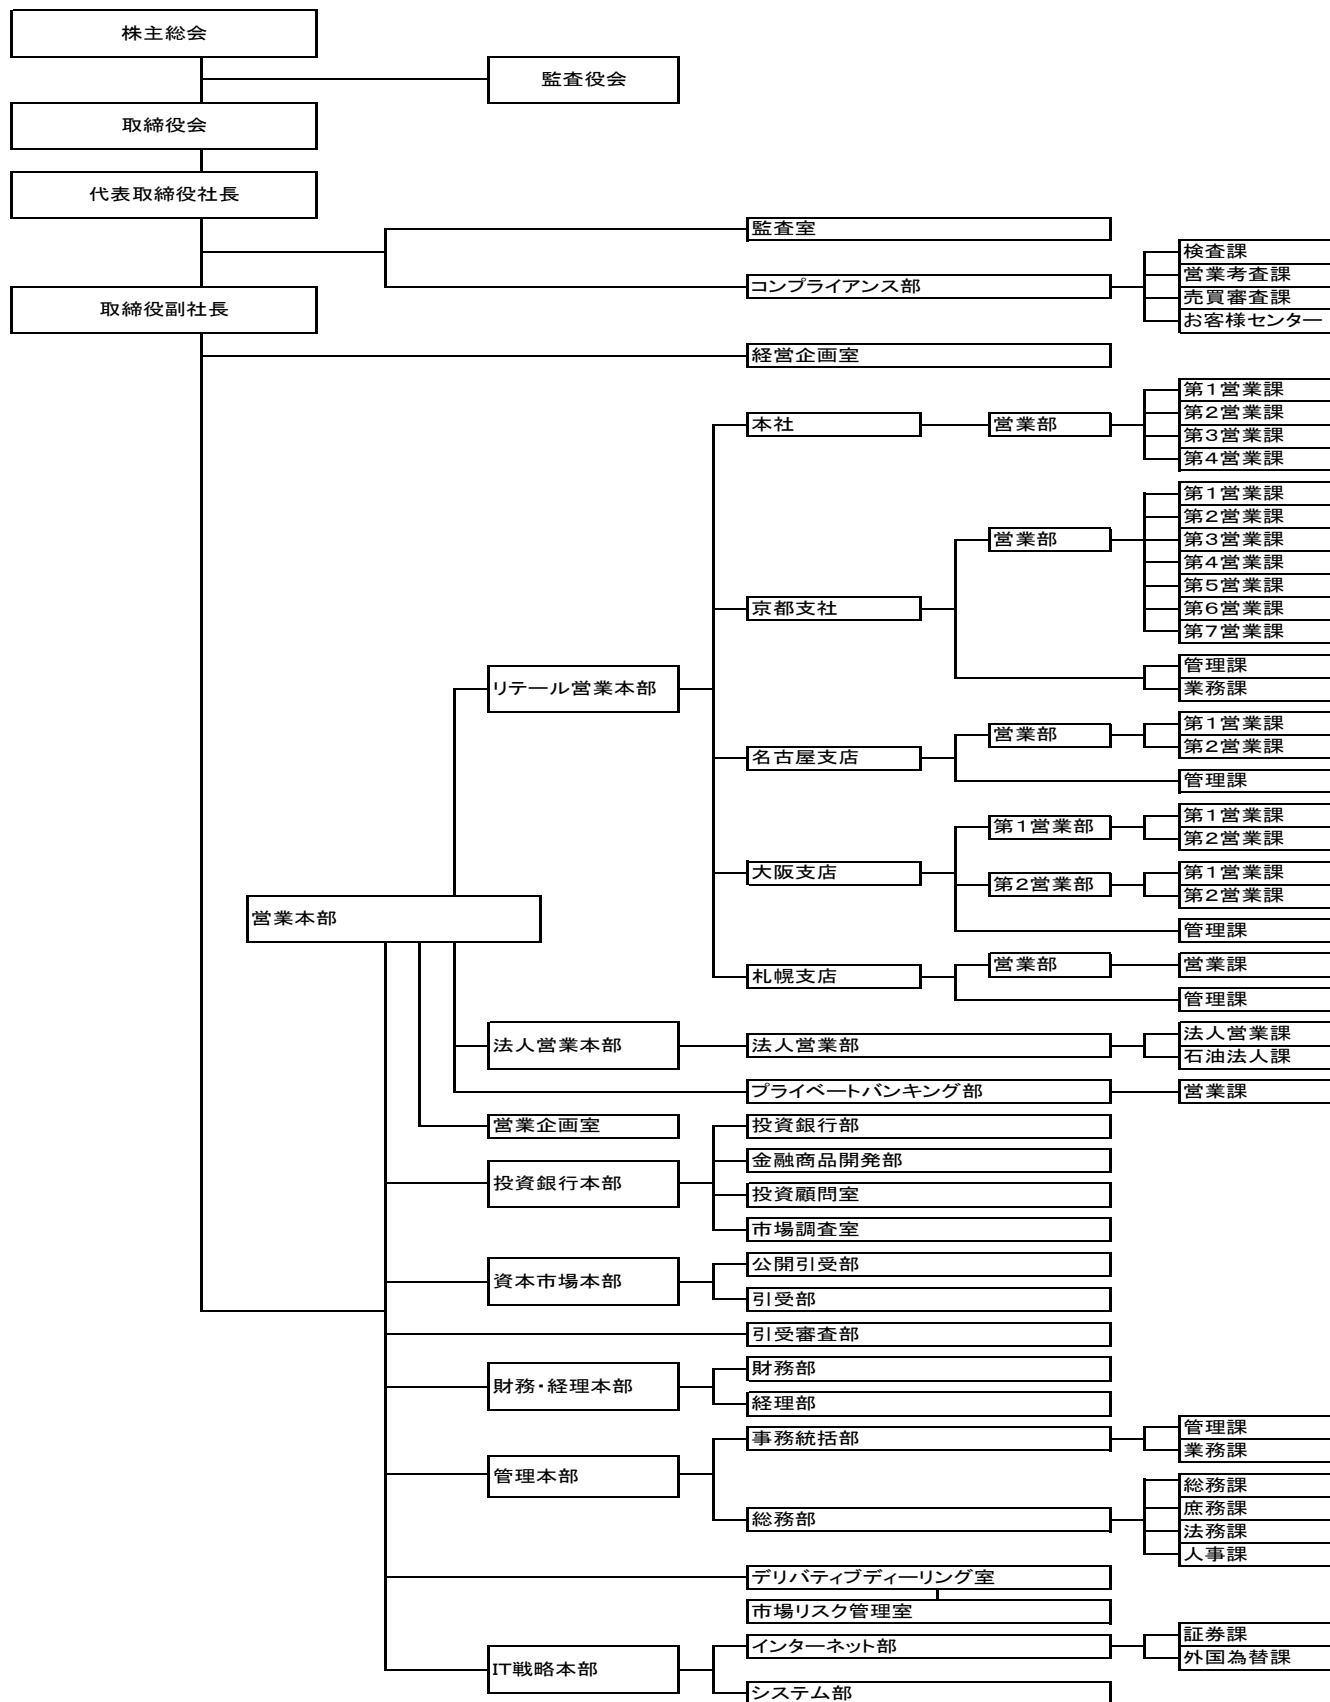 株主総会
監査役会
取締役会
代表取締役社長
監査室
検査課
営業考査課
コンプライアンス部
売買審査課
取締役副社長
お客様センター
経営企画室
第1営業課
第2営業課
本社
営業部
第3営業課
第4営業課
第1営業課
第2営業課
営業部
第3営業課
第4営業課
第5営業課
京都支社
第6営業課
第7営業課
管理課
リテール営業本部
業務課
営業部
第1営業課
第2営業課
名古屋支店
管理課
第1営業部
第1営業課
第2営業課
大阪支店
第2営業部
第1営業課
第2営業課
営業本部
管理課
札幌支店
営業部
営業課
管理課
法人営業本部
法人営業部
法人営業課
石油法人課
プライベートバンキング部
営業課
営業企画室
投資銀行部
金融商品開発部
投資銀行本部
投資顧問室
市場調査室
公開引受部
資本市場本部
引受部
引受審査部
財務部
財務・経理本部
経理部
事務統括部
管理課
業務課
管理本部
総務課
庶務課
総務部
法務課
人事課
デリバティブディーリング室
市場リスク管理室
証券課
インターネット部
外国為替課
IT戦略本部
システム部